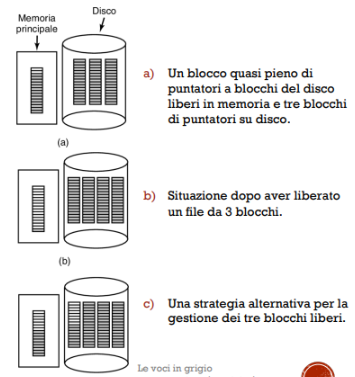 Memoria
principale
Disco
a) Un blocco quasi pieno di
puntatori a blocchi del disco
liberi in memoria e tre blocchi
di puntatori su disco.
(a)
b) Situazione dopo aver liberato
un file da 3 blocchi.
(b)
c) Una strategia alternativa per la
gestione dei tre blocchi liberi.
Le voci in grigio